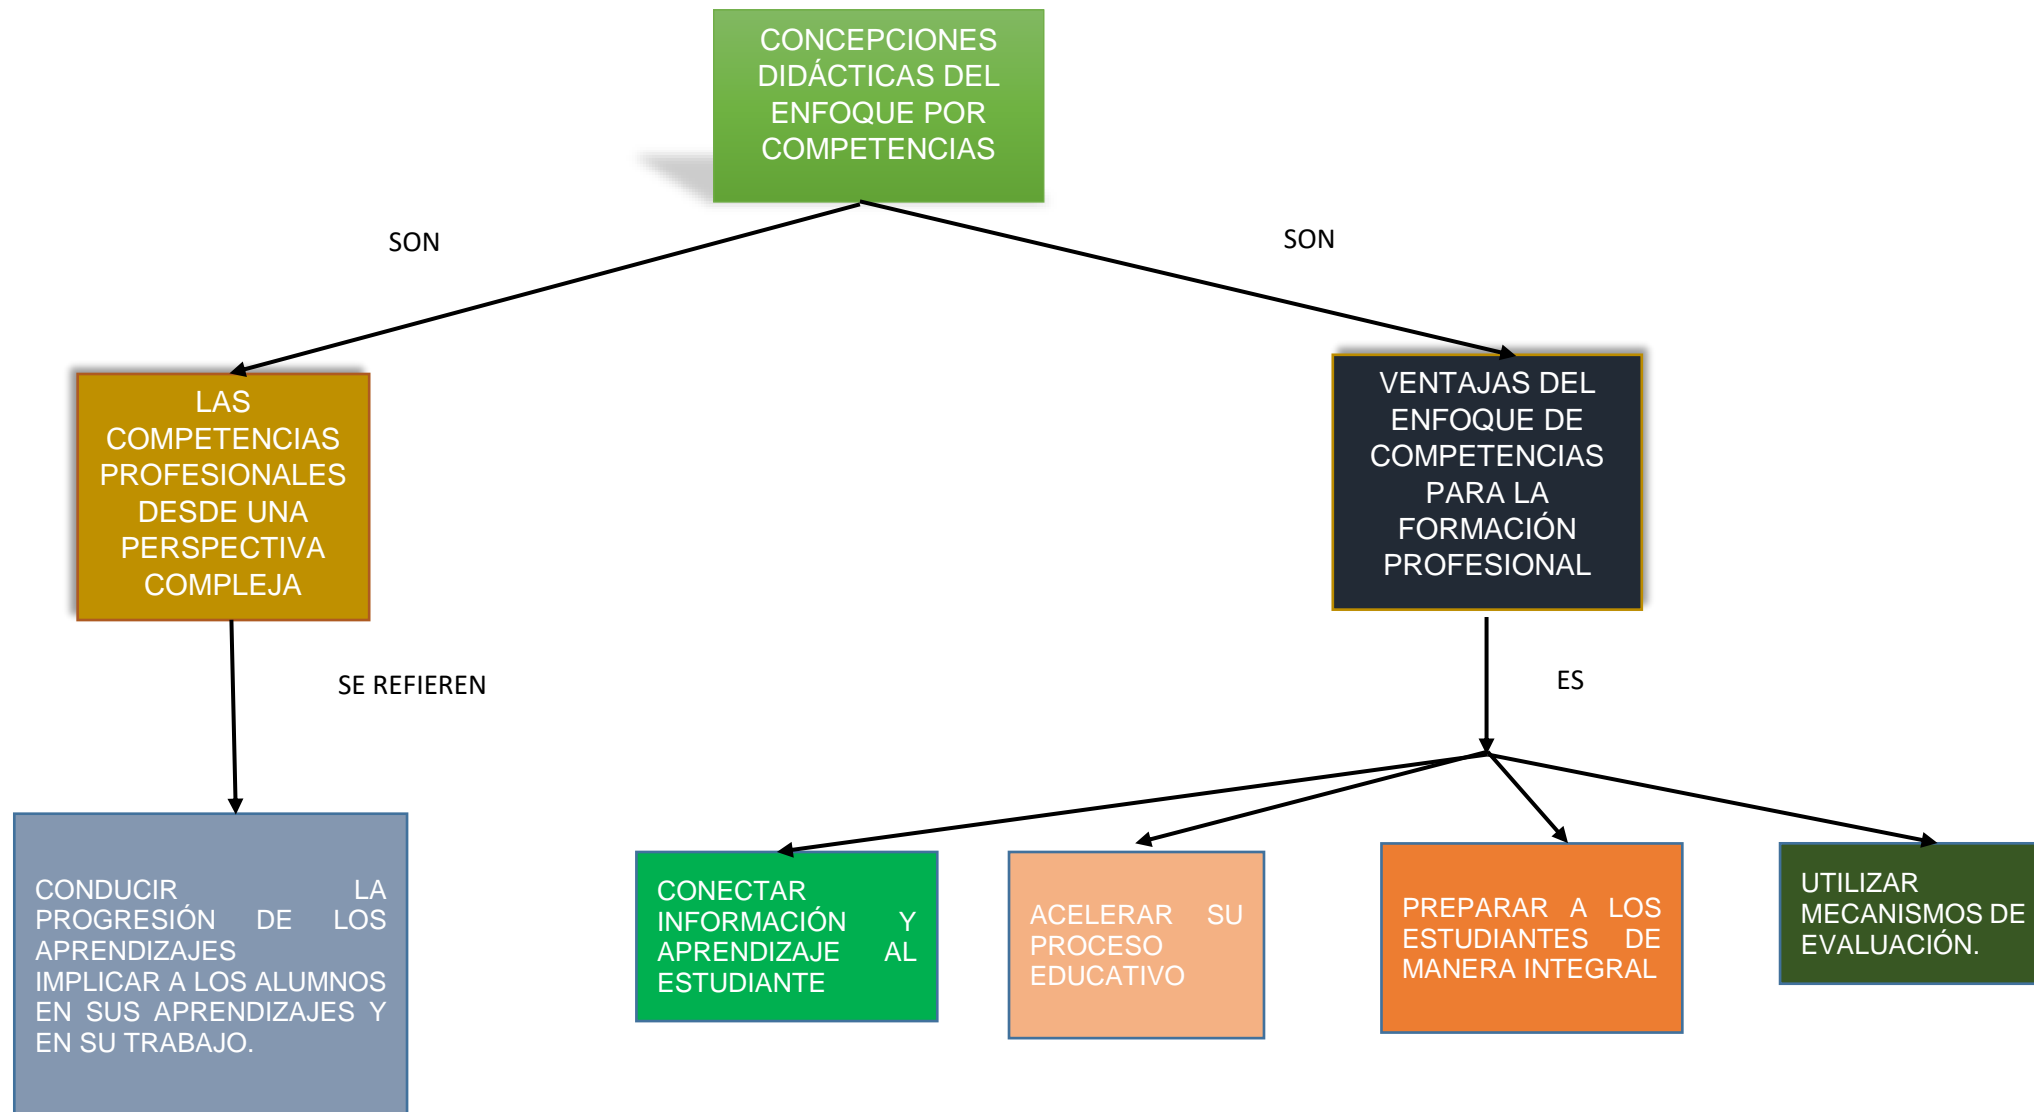 CONCEPCIONES
DIDÁCTICAS DEL
ENFOQUE POR
COMPETENCIAS
SON
SON
LAS
COMPETENCIAS
PROFESIONALES
DESDE UNA
PERSPECTIVA
COMPLEJA
VENTAJAS DEL
ENFOQUE DE
COMPETENCIAS
PARA LA
FORMACIÓN
PROFESIONAL
SE REFIEREN
ES
CONDUCIR LA
PROGRESIÓN DE LOS
APRENDIZAJES
IMPLICAR A LOS ALUMNOS
EN SUS APRENDIZAJES Y
EN SU TRABAJO.
CONECTAR
INFORMACIÓN Y
APRENDIZAJE AL
ESTUDIANTE
ACELERAR SU
PROCESO
EDUCATIVO
PREPARAR A LOS
ESTUDIANTES DE
MANERA INTEGRAL
UTILIZAR
MECANISMOS DE
EVALUACIÓN.